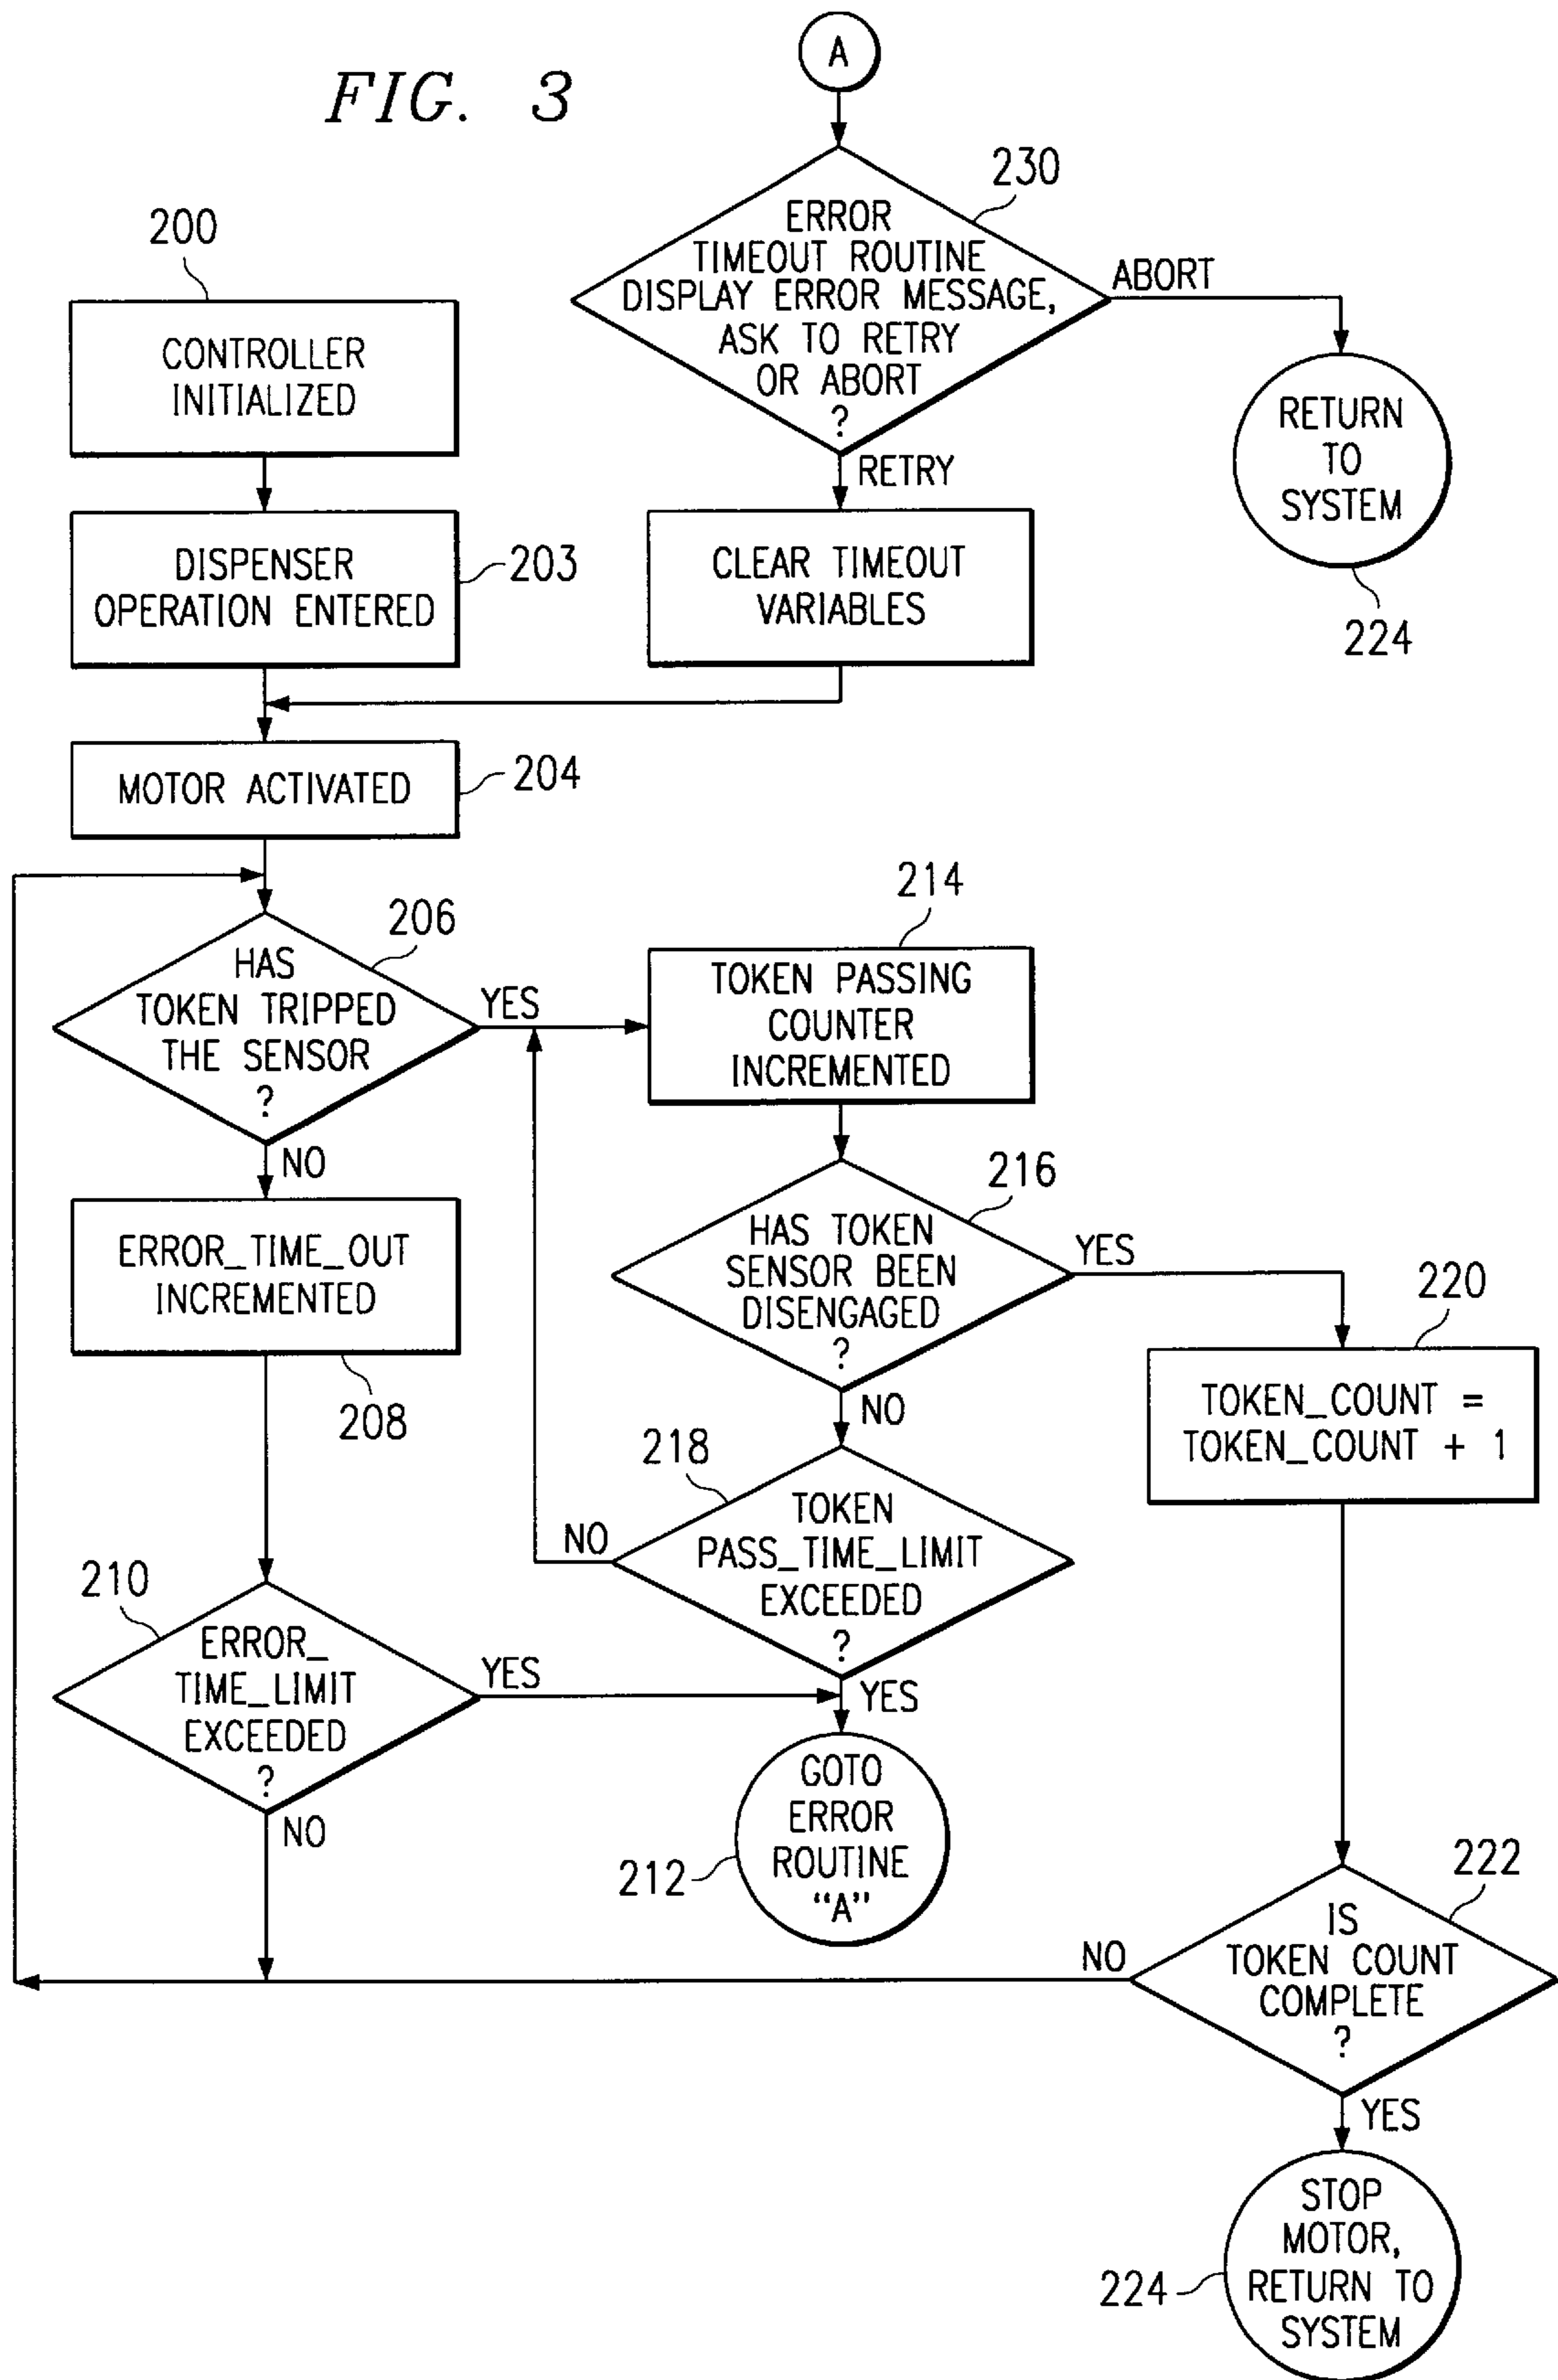 FIG. 3
A
230
ERROR
TIMEOUT ROUTINE
DISPLAY ERROR MESSAGE,
ASK TO RETRY
OR ABORT
?
ABORT
RETRY
RETURN
TO
SYSTEM
224
200
CONTROLLER
INITIALIZED
DISPENSER
OPERATION ENTERED
203
CLEAR TIMEOUT
VARIABLES
MOTOR ACTIVATED
204
206
HAS
TOKEN TRIPPED
THE SENSOR
?
YES
NO
214
TOKEN PASSING
COUNTER
INCREMENTED
ERROR_TIME_OUT
INCREMENTED
208
216
HAS TOKEN
SENSOR BEEN
DISENGAGED
?
YES
NO
220
TOKEN_COUNT =
TOKEN_COUNT + 1
218
TOKEN
PASS_TIME_LIMIT
EXCEEDED
?
NO
YES
210
ERROR_
TIME_LIMIT
EXCEEDED
?
YES
NO
GOTO
ERROR
ROUTINE
“A”
212
222
IS
TOKEN COUNT
COMPLETE
?
NO
YES
STOP
MOTOR,
RETURN TO
SYSTEM
224